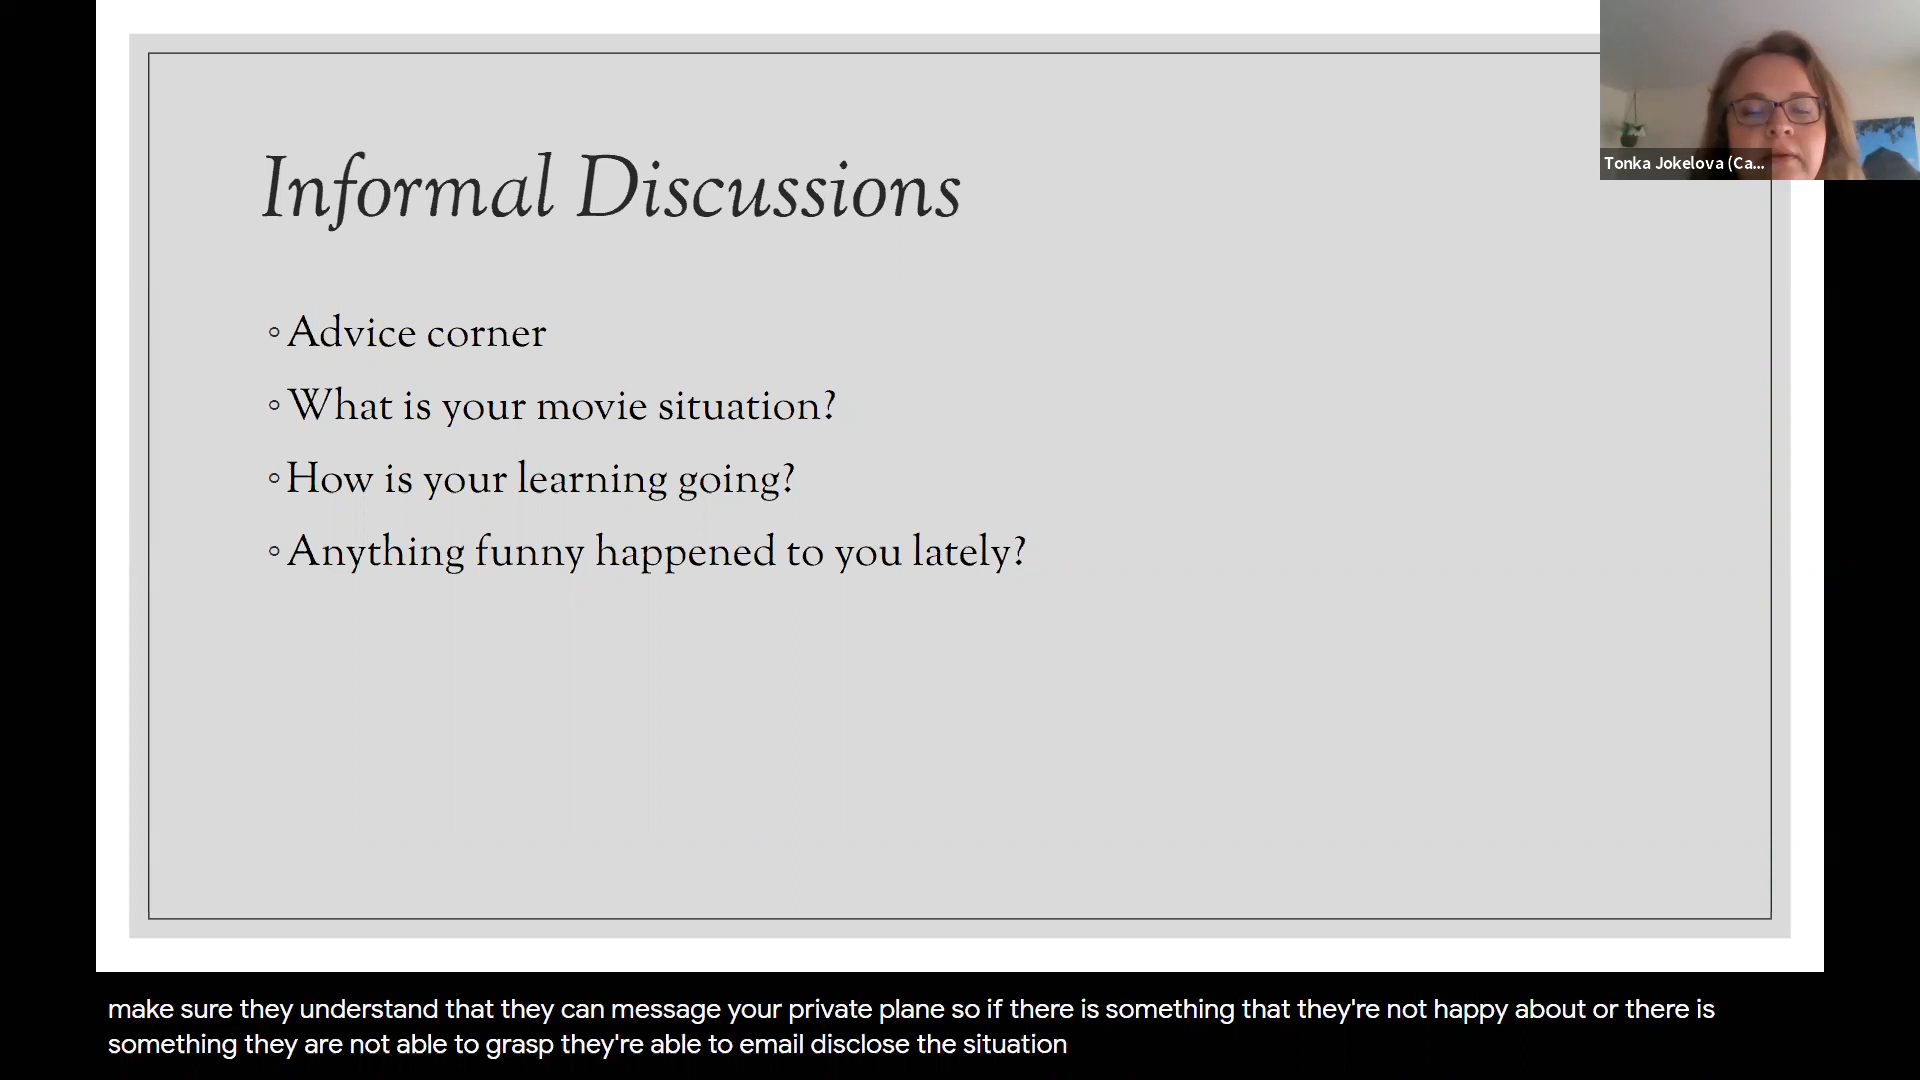 Informal Discussions
Tonka Jokelova (Ca...
◦ Advice corner
◦ What is your movie situation?
◦ How is your learning going?
◦ Anything funny happened to you lately?
make sure they understand that they can message your private plane so if there is something that they're not happy about or there is
something they are not able to grasp they're able to email disclose the situation